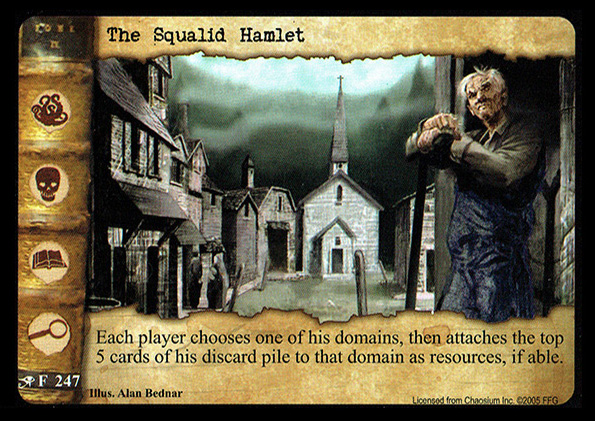 The Squalid Hamlet
Each player chooses one of his domains, then attaches the top
5 cards of his discard pile to that domain as resources, if able.
F 247
Illus. Alan Bednar
Licensed from Chaosium Inc. ©2005 FFG